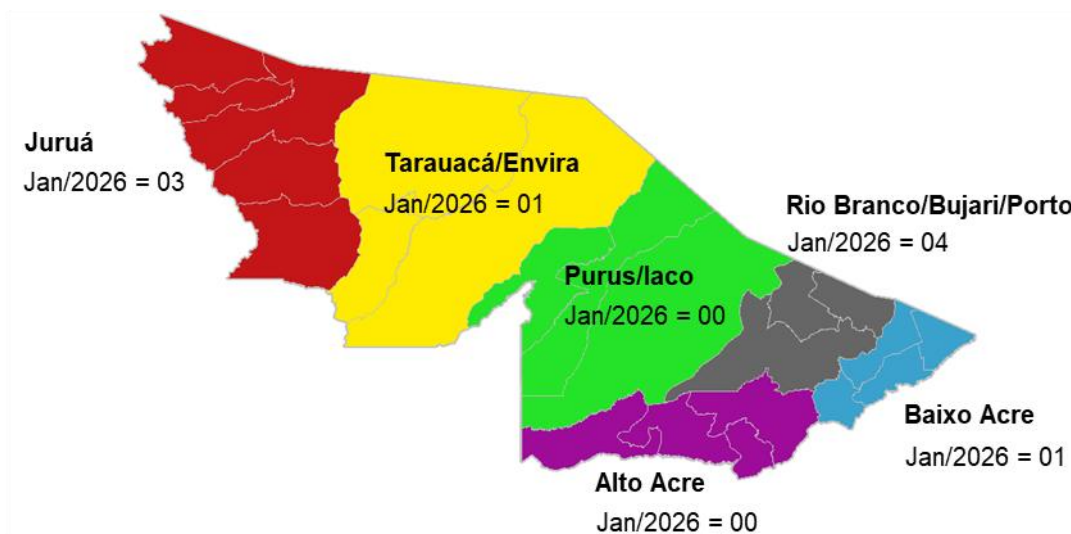 Juruá
Jan/2026 = 03
Tarauacá/Envira
Jan/2026 = 01
Rio Branco/Bujari/Porto
Jan/2026 = 04
Purus/Iaco
Jan/2026 = 00
Baixo Acre
Jan/2026 = 01
Alto Acre
Jan/2026 = 00